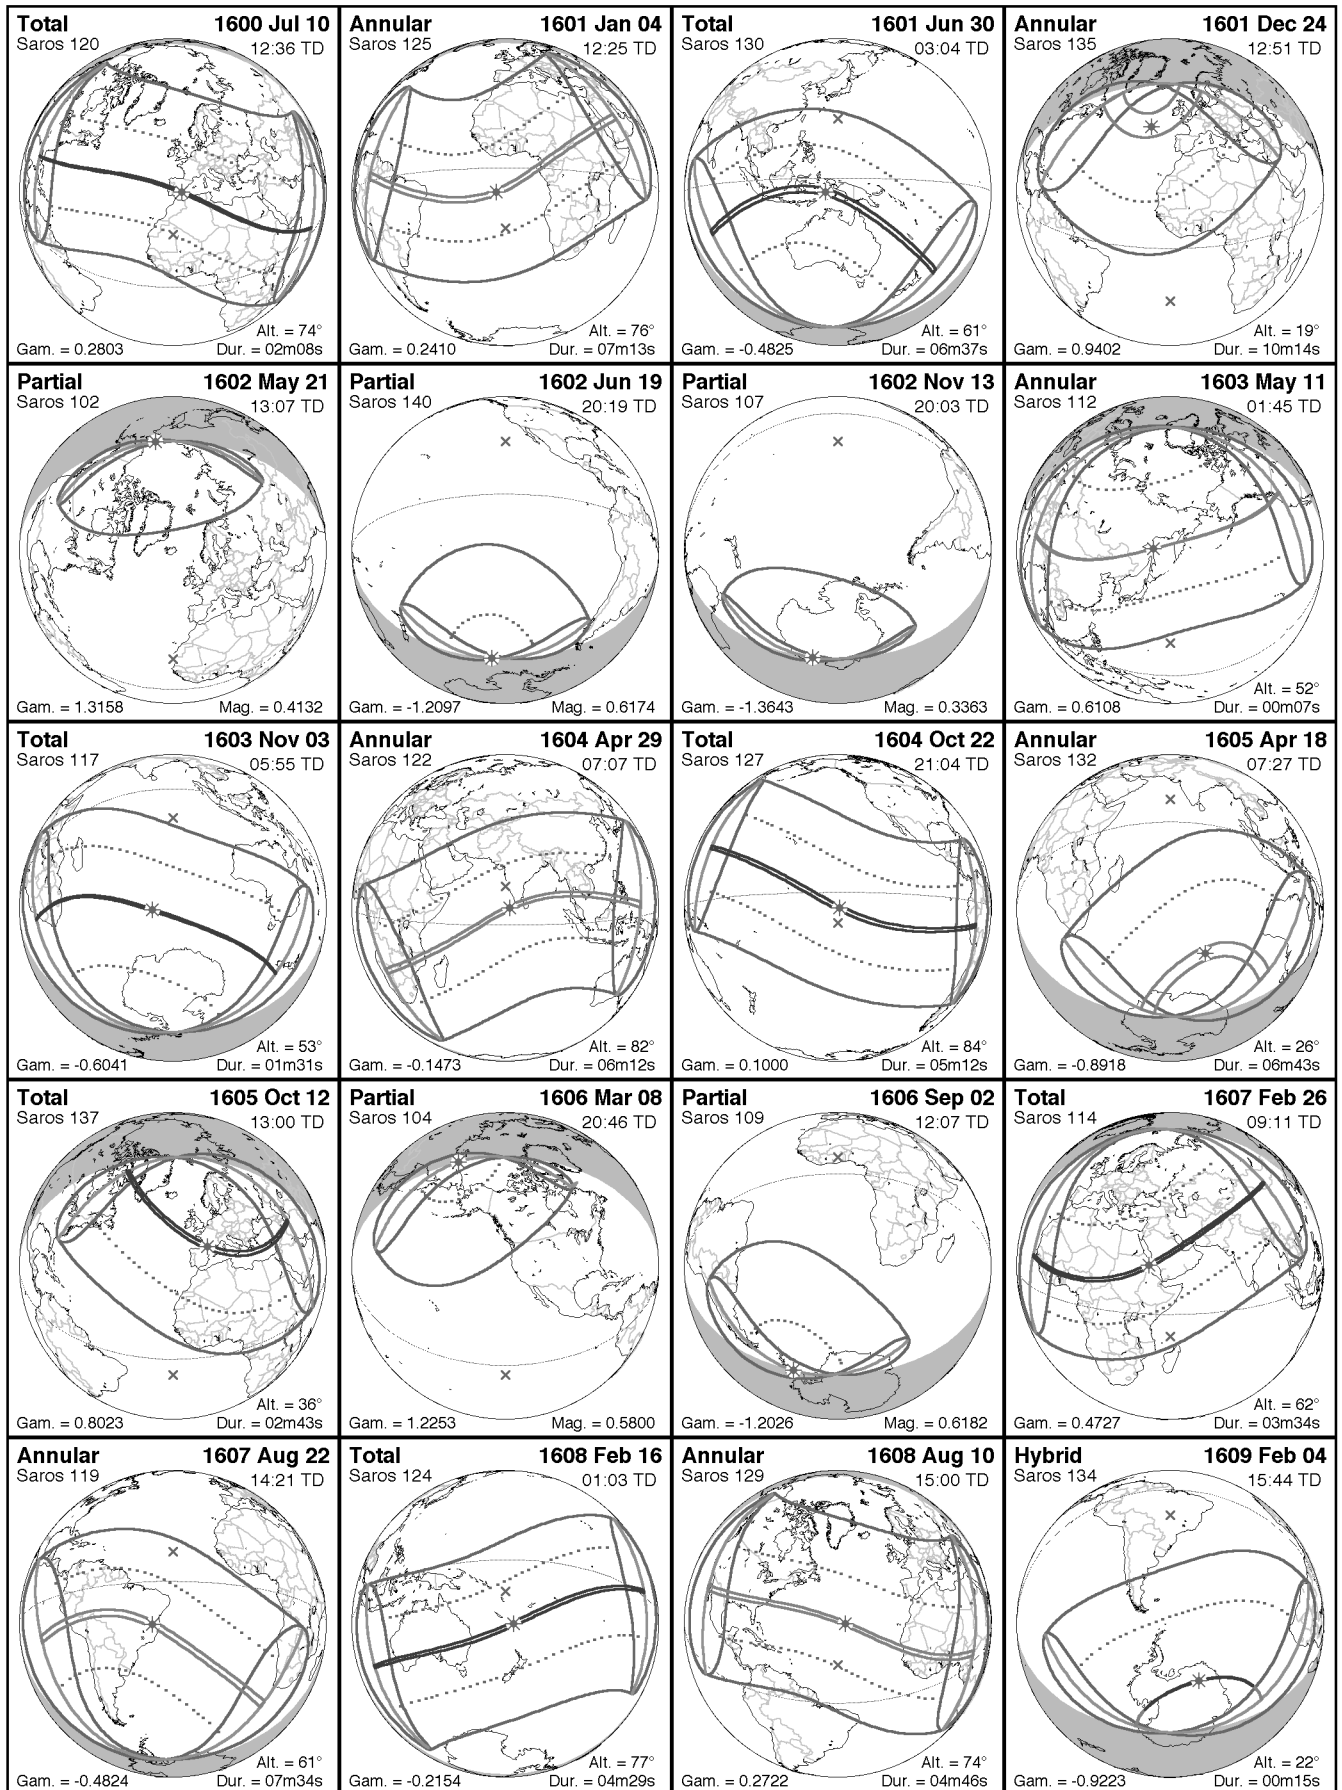 Total 1600 Jul 10
Saros 120 12:36 TD
Alt. = 74°
Gam. = 0.2803 Dur. = 02m08s
Annular 1601 Jan 04
Saros 125 12:25 TD
Alt. = 76°
Gam. = 0.2410 Dur. = 07m13s
Total 1601 Jun 30
Saros 130 03:04 TD
Alt. = 61°
Gam. = -0.4825 Dur. = 06m37s
Annular 1601 Dec 24
Saros 135 12:51 TD
Alt. = 19°
Gam. = 0.9402 Dur. = 10m14s
Partial 1602 May 21
Saros 102 13:07 TD
Gam. = 1.3158 Mag. = 0.4132
Partial 1602 Jun 19
Saros 140 20:19 TD
Gam. = -1.2097 Mag. = 0.6174
Partial 1602 Nov 13
Saros 107 20:03 TD
Gam. = -1.3643 Mag. = 0.3363
Annular 1603 May 11
Saros 112 01:45 TD
Alt. = 52°
Gam. = 0.6108 Dur. = 00m07s
Total 1603 Nov 03
Saros 117 05:55 TD
Alt. = 53°
Gam. = -0.6041 Dur. = 01m31s
Annular 1604 Apr 29
Saros 122 07:07 TD
Alt. = 82°
Gam. = -0.1473 Dur. = 06m12s
Total 1604 Oct 22
Saros 127 21:04 TD
Alt. = 84°
Gam. = 0.1000 Dur. = 05m12s
Annular 1605 Apr 18
Saros 132 07:27 TD
Alt. = 26°
Gam. = -0.8918 Dur. = 06m43s
Total 1605 Oct 12
Saros 137 13:00 TD
Alt. = 36°
Gam. = 0.8023 Dur. = 02m43s
Partial 1606 Mar 08
Saros 104 20:46 TD
Gam. = 1.2253 Mag. = 0.5800
Partial 1606 Sep 02
Saros 109 12:07 TD
Gam. = -1.2026 Mag. = 0.6182
Total 1607 Feb 26
Saros 114 09:11 TD
Alt. = 62°
Gam. = 0.4727 Dur. = 03m34s
Annular 1607 Aug 22
Saros 119 14:21 TD
Alt. = 61°
Gam. = -0.4824 Dur. = 07m34s
Total 1608 Feb 16
Saros 124 01:03 TD
Alt. = 77°
Gam. = -0.2154 Dur. = 04m29s
Annular 1608 Aug 10
Saros 129 15:00 TD
Alt. = 74°
Gam. = 0.2722 Dur. = 04m46s
Hybrid 1609 Feb 04
Saros 134 15:44 TD
Alt. = 22°
Gam. = -0.9223 Dur. = 00m15s